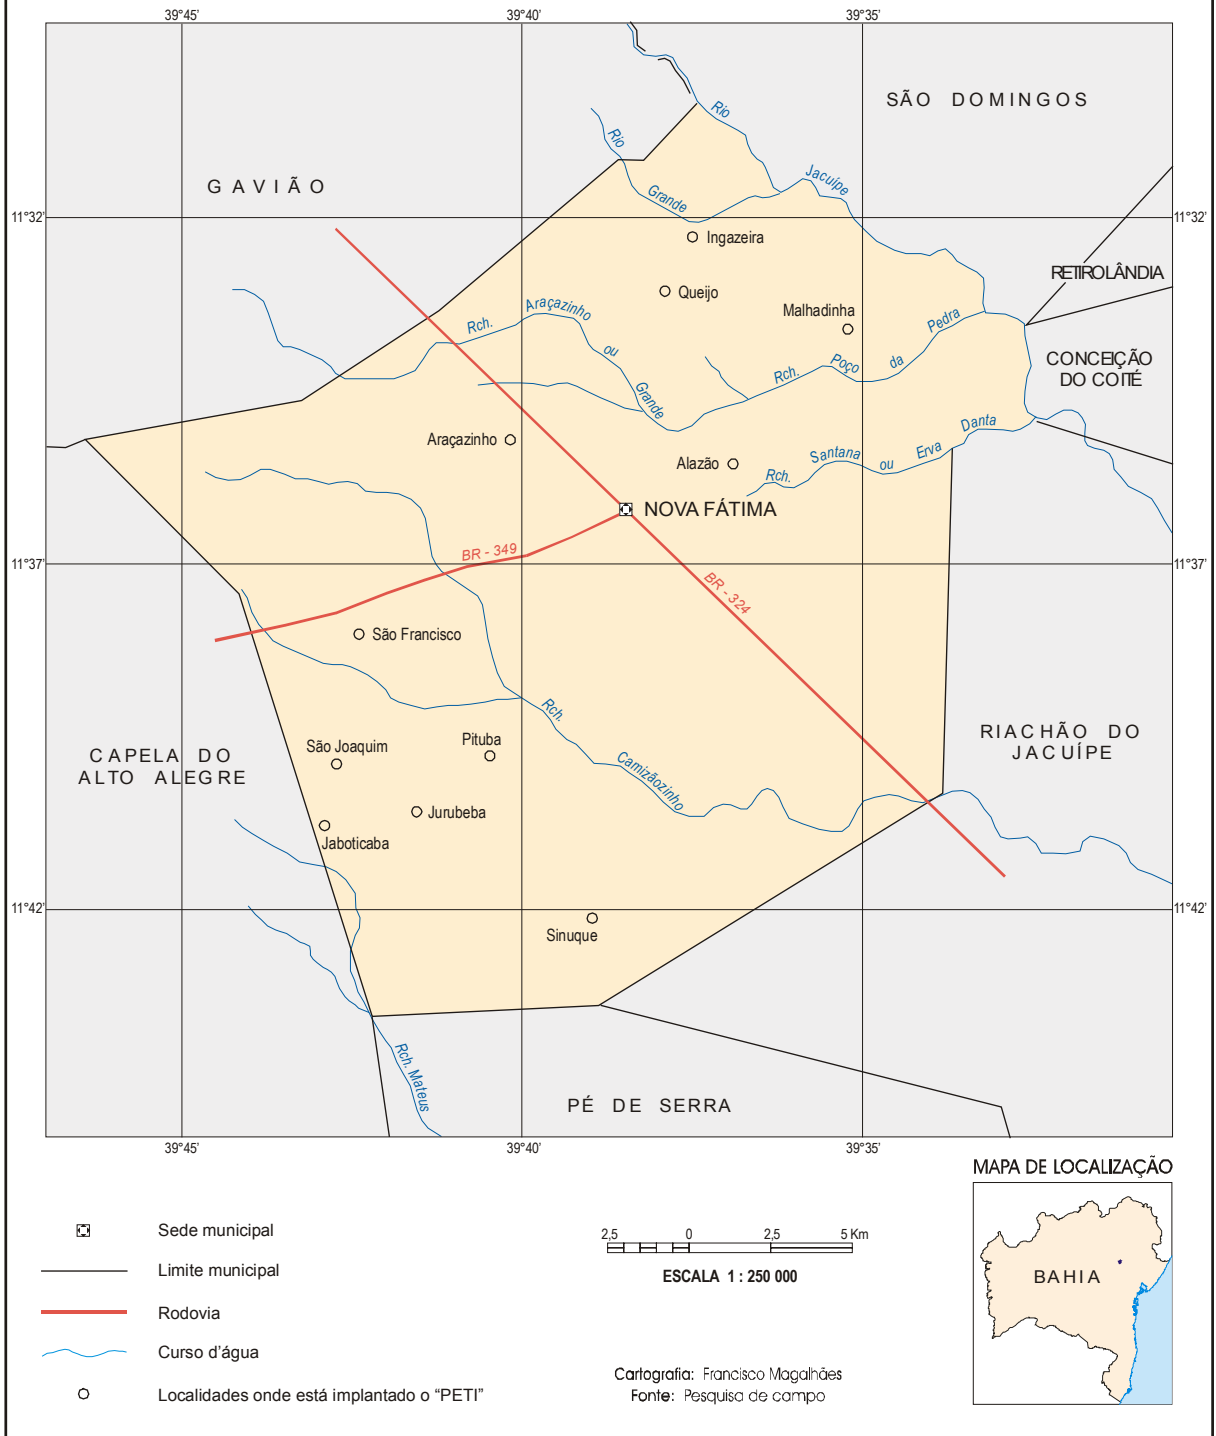 39°45'
39°40'
39°35'
SÃO DOMINGOS
Rio
Rio
GAVIÃO
Jacuípe
Grande
11°32'
11°32'
Ingazeira
RETIROLÂNDIA
Queijo
Araçazinho
Malhadinha
Rch.
Pedra
ou
Poço
da
CONCEIÇÃO
DO COITÉ
Rch.
Grande
Danta
Araçazinho
Erva
Santana
Alazão
ou
Rch.
NOVA FÁTIMA
BR - 349
11°37'
11°37'
BR - 324
São Francisco
Rch.
RIACHÃO DO
JACUÍPE
Pituba
São Joaquim
CAPELA DO
ALTO ALEGRE
Camizãozinho
Jurubeba
Jaboticaba
11°42'
11°42'
Sinuque
Rch. Mateus
PÉ DE SERRA
39°45'
39°40'
39°35'
MAPA DE LOCALIZAÇÃO
BAHIA
Sede municipal
Limite municipal
Rodovia
Curso d'água
Localidades onde está implantado o “PETI”
2,5 0 2,5 5 Km
ESCALA 1 : 250 000
Cartografia: Francisco Magalhães
Fonte: Pesquisa de campo